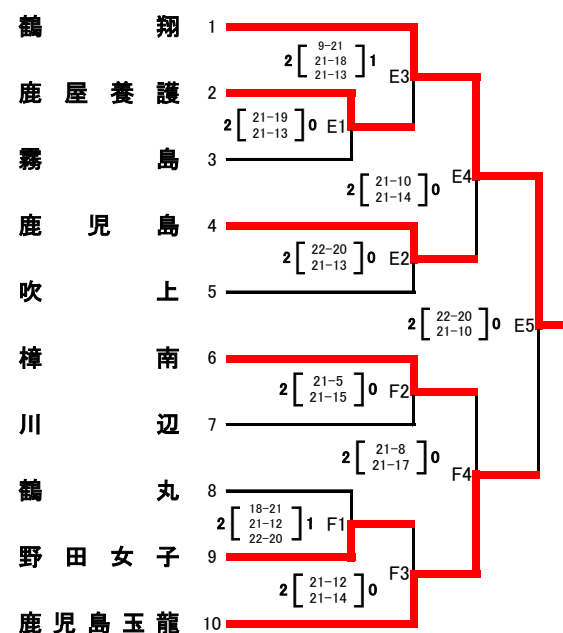 鶴翔 1
9-21
2 21-18 1
21-13 E3
鹿屋養護 2
21-19
2 21-13 0 E1
霧島 3
E4
21-10
2 21-14 0
鹿児島 4
22-20
2 21-13 0 E2
吹上 5
22-20
2 21-10 0 E5
樟南 6
21-5
2 21-15 0 F2
川辺 7
21-8
2 21-17 0
F4
鶴丸 8
18-21
2 21-12 1 F1
22-20
野田女子 9
F3
21-12
2 21-14 0
鹿児島玉龍 10